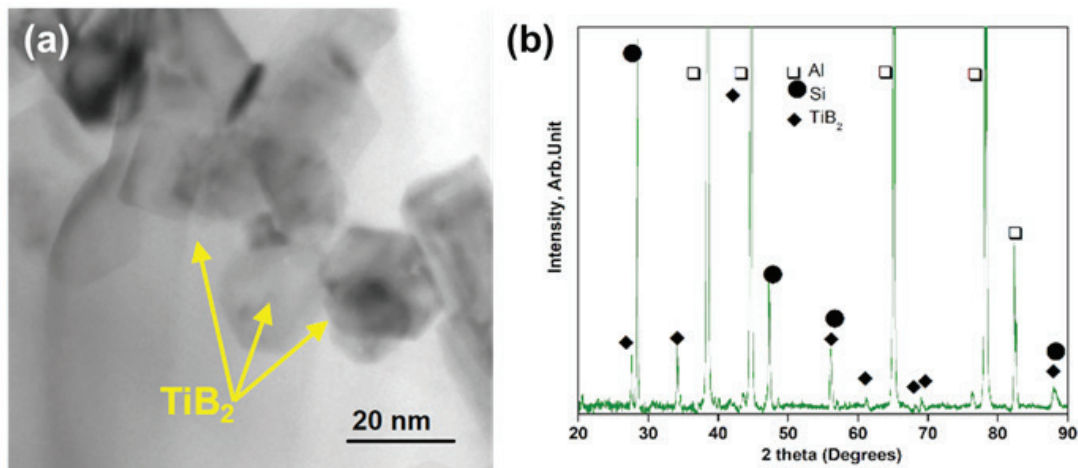 (a)
TiB₂
20 nm
(b)
Al
Si
TiB₂
Intensity, Arb.Unit
20 30 40 50 60 70 80 90
2 theta (Degrees)